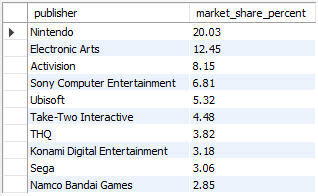 publisher market_share_percent
Nintendo 20.03
Electronic Arts 12.45
Activision 8.15
Sony Computer Entertainment 6.81
Ubisoft 5.32
Take-Two Interactive 4.48
THQ 3.82
Konami Digital Entertainment 3.18
Sega 3.06
Namco Bandai Games 2.85